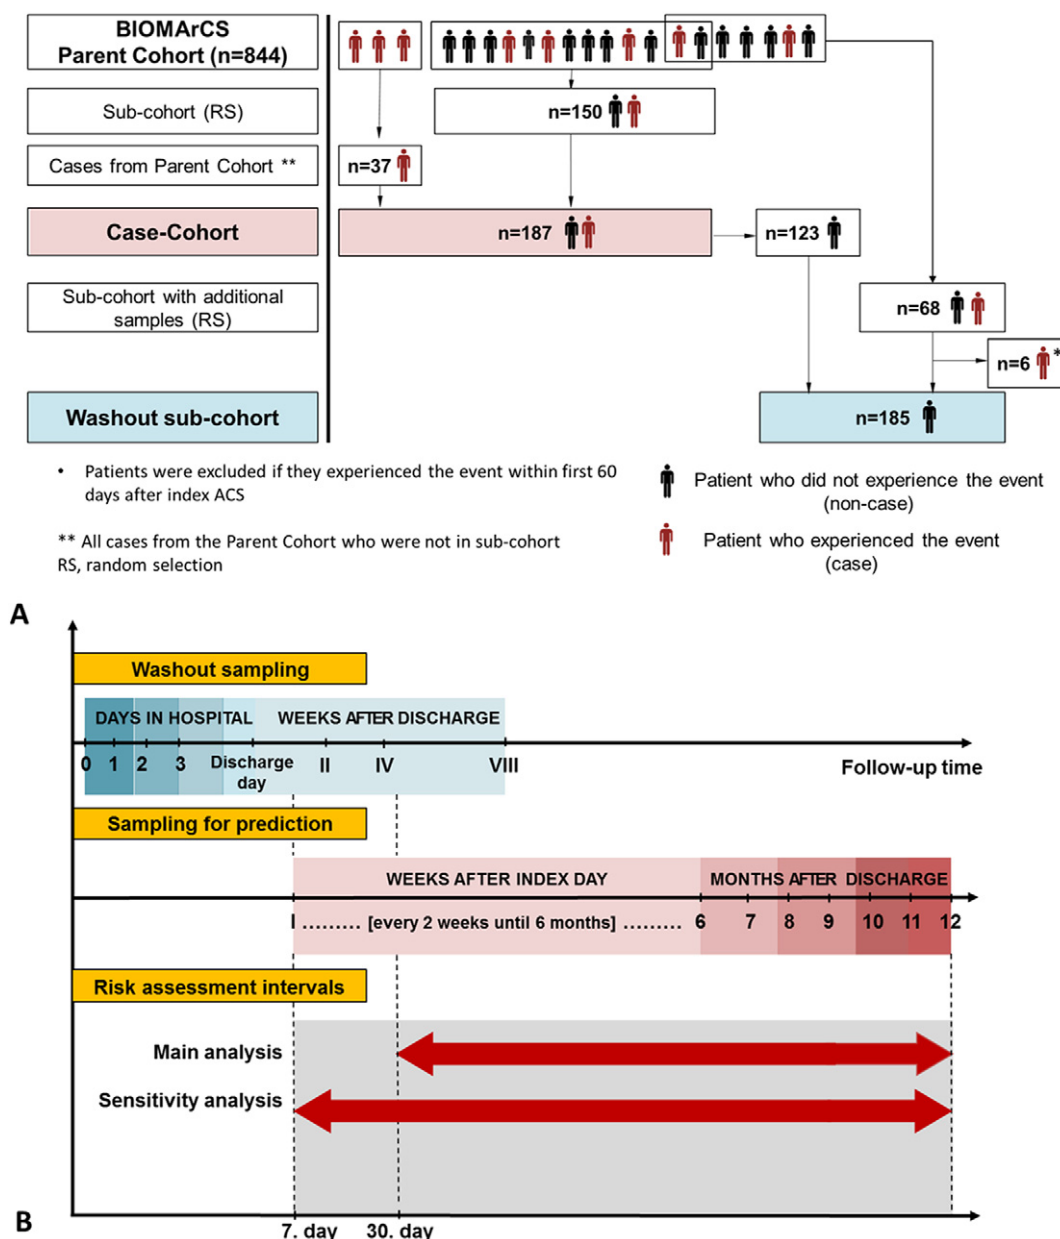 BIOMArCS
Parent Cohort (n=844)
Sub-cohort (RS)
n=150
Cases from Parent Cohort **
n=37
Case-Cohort
n=187
n=123
Sub-cohort with additional
samples (RS)
n=68
n=6 *
Washout sub-cohort
n=185
• Patients were excluded if they experienced the event within first 60
days after index ACS
** All cases from the Parent Cohort who were not in sub-cohort
RS, random selection
Patient who did not experience the event
(non-case)
Patient who experienced the event
(case)
A
Washout sampling
DAYS IN HOSPITAL WEEKS AFTER DISCHARGE
0 1 2 3 Discharge day II IV VIII
Follow-up time
Sampling for prediction
WEEKS AFTER INDEX DAY MONTHS AFTER DISCHARGE
I ......... [every 2 weeks until 6 months] ......... 6 7 8 9 10 11 12
Risk assessment intervals
Main analysis
Sensitivity analysis
B
7. day 30. day